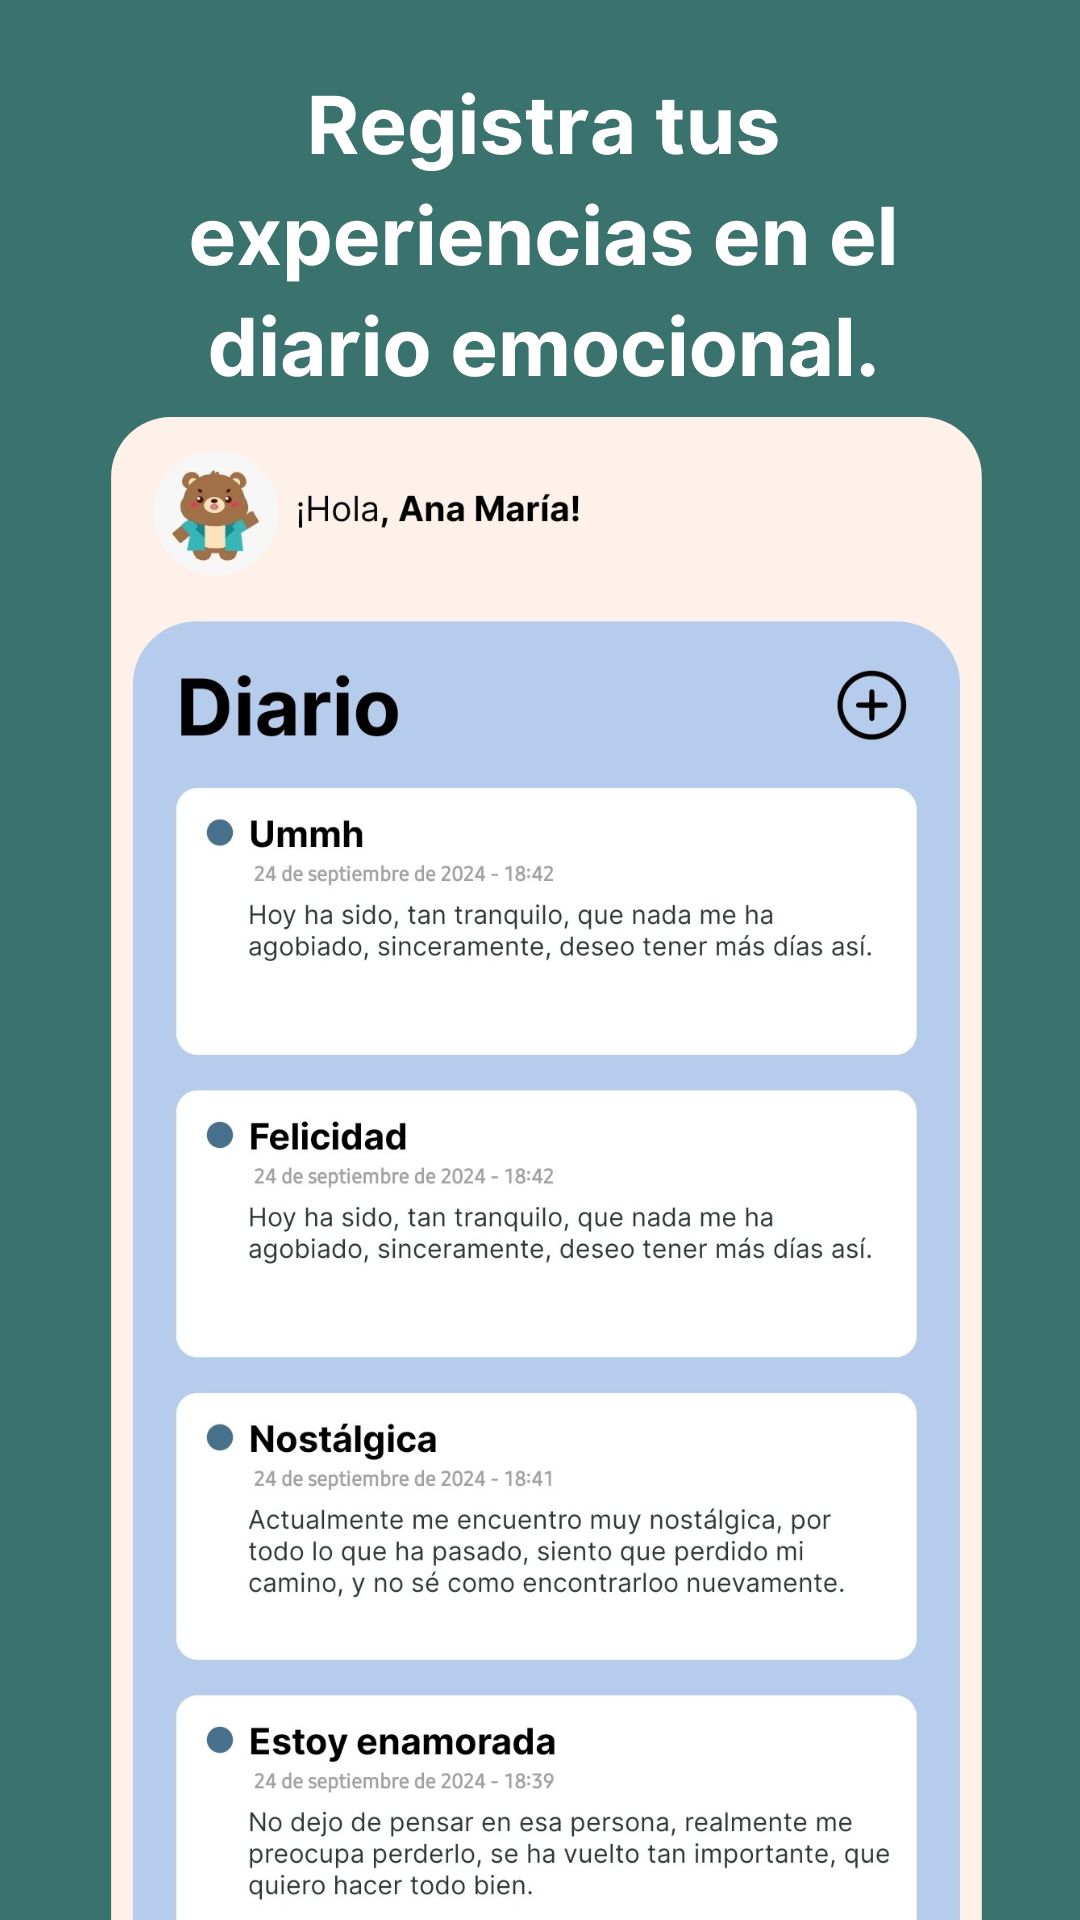 Registra tus
experiencias en el
diario emocional.
¡Hola, Ana María!
Diario
Ummh
24 de septiembre de 2024 - 18:42
Hoy ha sido, tan tranquilo, que nada me ha
agobiado, sinceramente, deseo tener más días así.
Felicidad
24 de septiembre de 2024 - 18:42
Hoy ha sido, tan tranquilo, que nada me ha
agobiado, sinceramente, deseo tener más días así.
Nostálgica
24 de septiembre de 2024 - 18:41
Actualmente me encuentro muy nostálgica, por
todo lo que ha pasado, siento que perdido mi
camino, y no sé como encontrarloo nuevamente.
Estoy enamorada
24 de septiembre de 2024 - 18:39
No dejo de pensar en esa persona, realmente me
preocupa perderlo, se ha vuelto tan importante, que
quiero hacer todo bien.